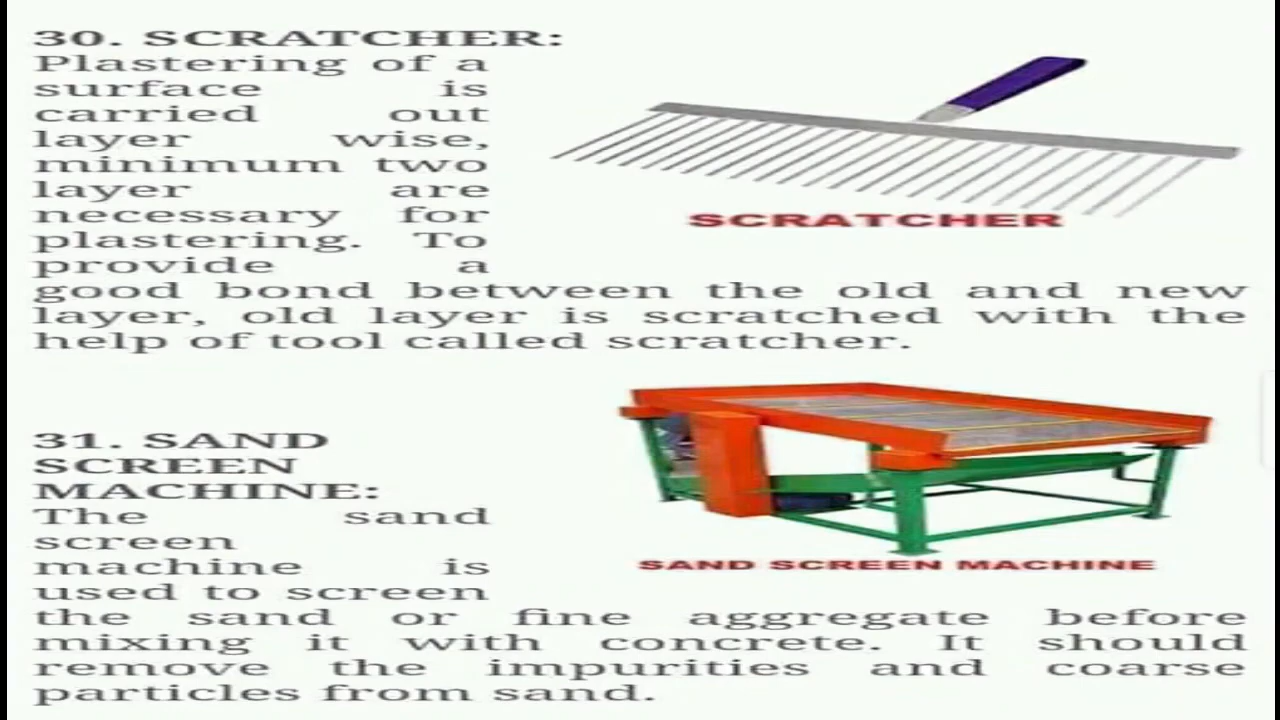 30. SCRATCHER:
Plastering of a
surface is
carried out
layer wise,
minimum two
layer are
necessary for
plastering. To
provide a
good bond between the old and new
layer, old layer is scratched with the
help of tool called scratcher.
SCRATCHER
31. SAND
SCREEN
MACHINE:
The sand
screen
machine is
used to screen
the sand or fine aggregate before
mixing it with concrete. It should
remove the impurities and coarse
particles from sand.
SAND SCREEN MACHINE